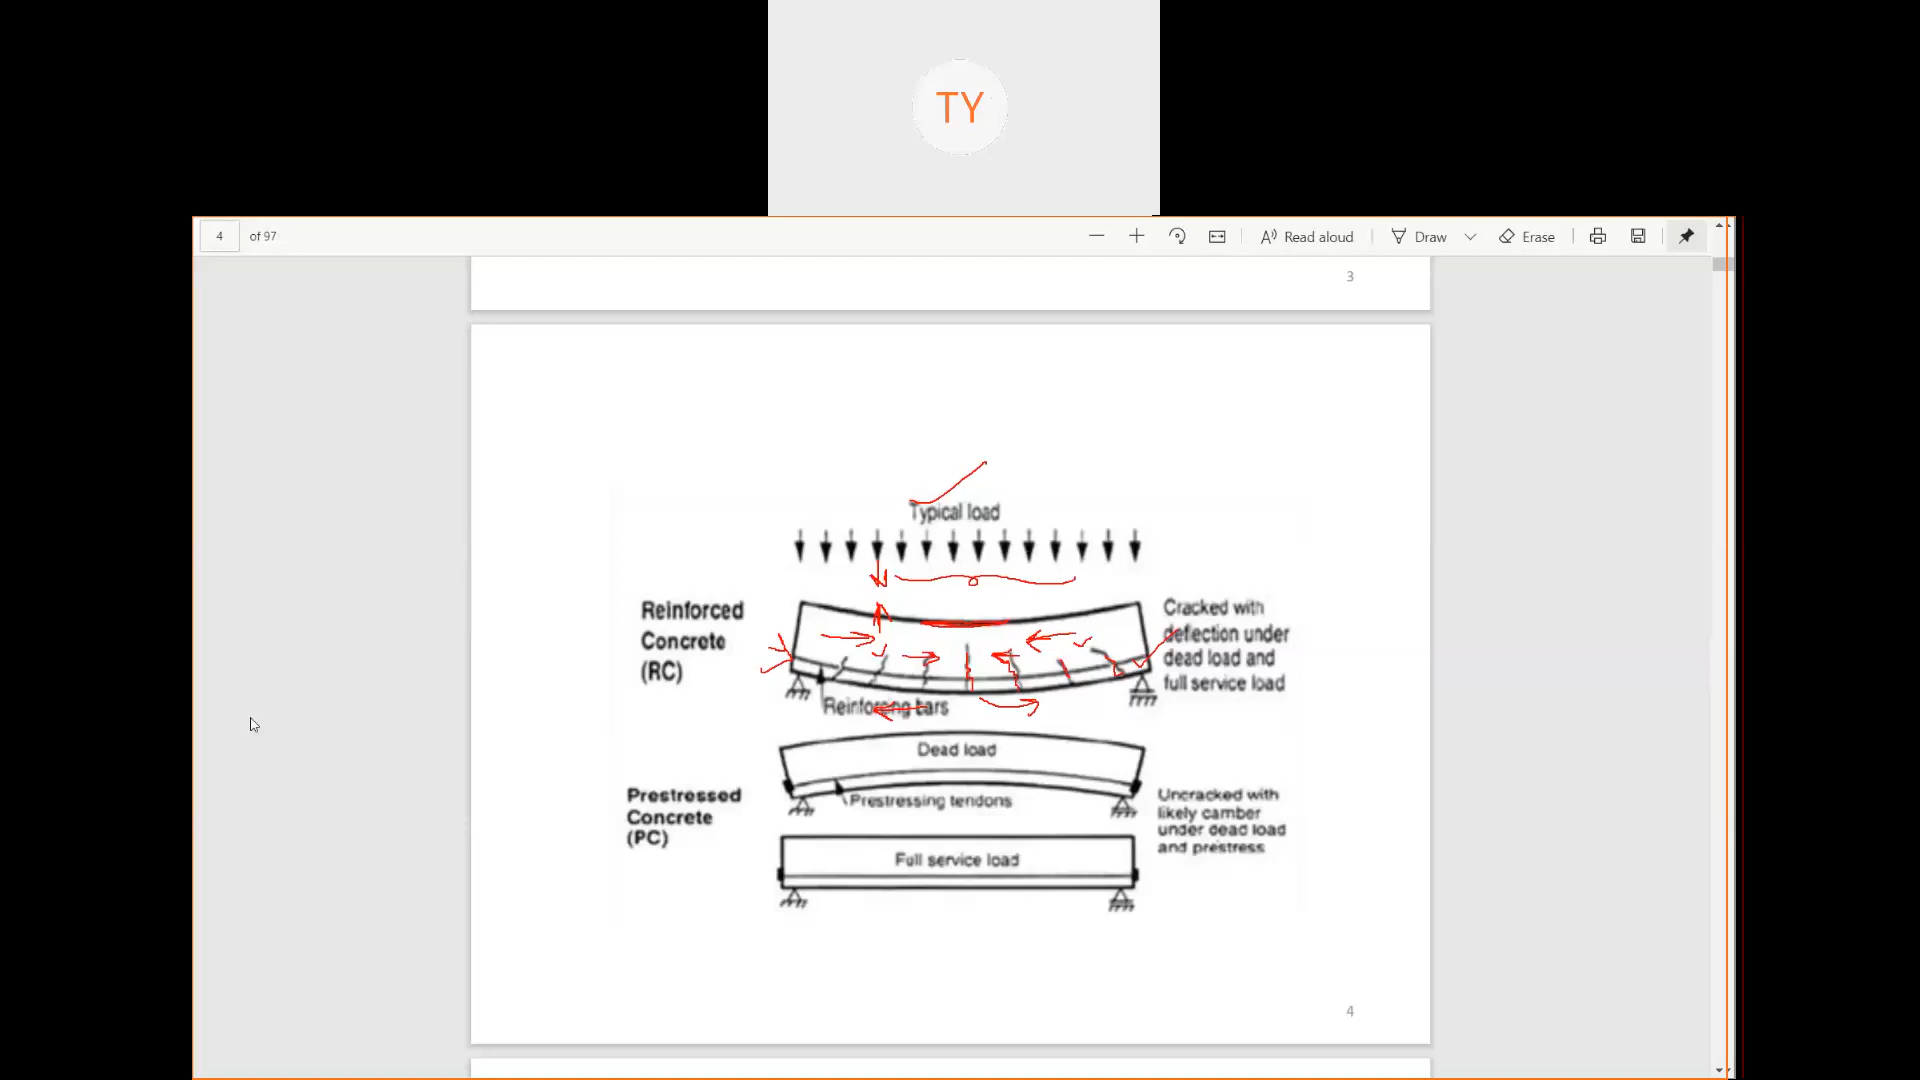 TY
4 of 97
Read aloud
Draw
Erase
3
Typical load
Reinforced
Concrete
(RC)
Cracked with
deflection under
dead load and
full service load
Reinforcing bars
Dead load
Prestressing tendons
Prestressed
Concrete
(PC)
Uncracked with
likely camber
under dead load
and prestress
Full service load
4